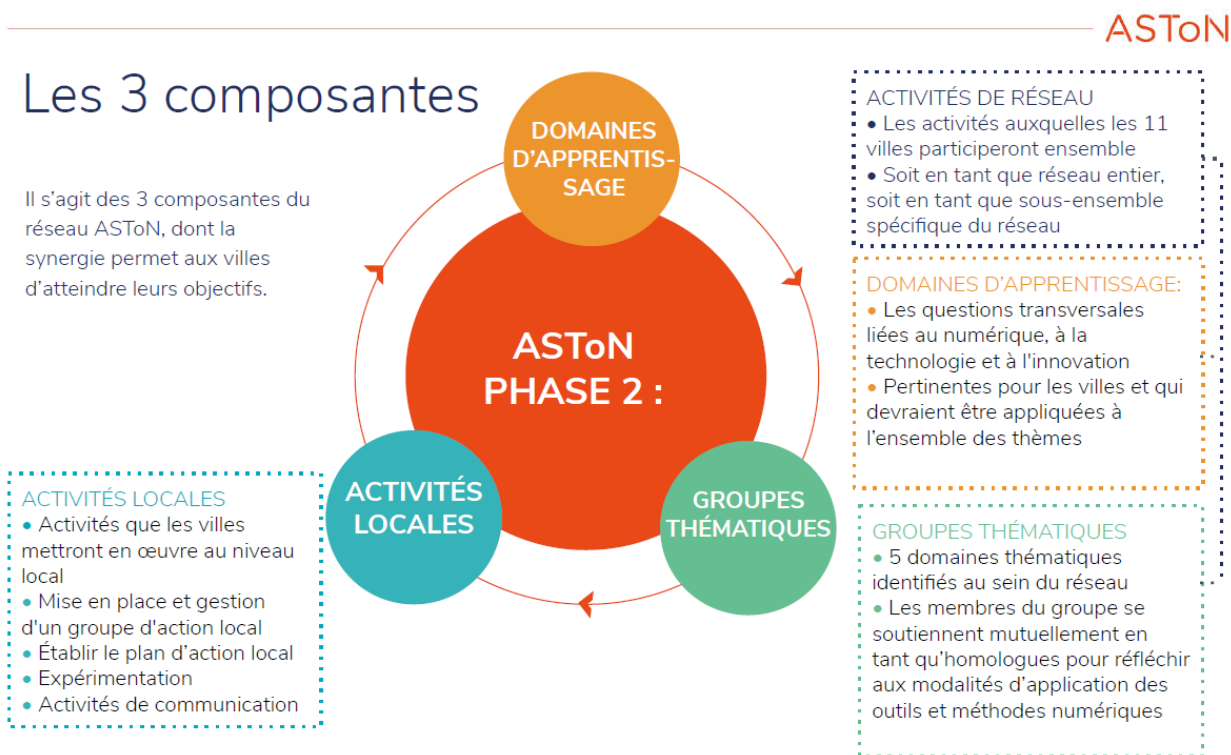 ASToN
Les 3 composantes
Il s’agit des 3 composantes du
réseau ASToN, dont la
synergie permet aux villes
d’atteindre leurs objectifs.
DOMAINES
D’APPRENTIS-
SAGE
ASToN
PHASE 2 :
ACTIVITÉS
LOCALES
GROUPES
THÉMATIQUES
ACTIVITÉS DE RÉSEAU
• Les activités auxquelles les 11
villes participeront ensemble
• Soit en tant que réseau entier,
soit en tant que sous-ensemble
spécifique du réseau
DOMAINES D’APPRENTISSAGE:
• Les questions transversales
liées au numérique, à la
technologie et à l'innovation
• Pertinentes pour les villes et qui
devraient être appliquées à
l’ensemble des thèmes
GROUPES THÉMATIQUES
• 5 domaines thématiques
identifiés au sein du réseau
• Les membres du groupe se
soutiennent mutuellement en
tant qu’homologues pour réfléchir
aux modalités d’application des
outils et méthodes numériques
ACTIVITÉS LOCALES
• Activités que les villes
mettront en œuvre au niveau
local
• Mise en place et gestion
d'un groupe d'action local
• Établir le plan d’action local
• Expérimentation
• Activités de communication